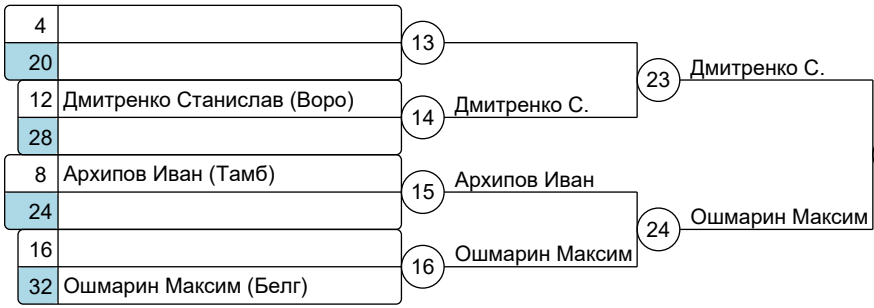 4
13
20
23 Дмитренко С.
12 Дмитренко Станислав (Воро)
14 Дмитренко С.
28
8 Архипов Иван (Тамб)
15 Архипов Иван
24
24 Ошмарин Максим
16
16 Ошмарин Максим
32 Ошмарин Максим (Белг)